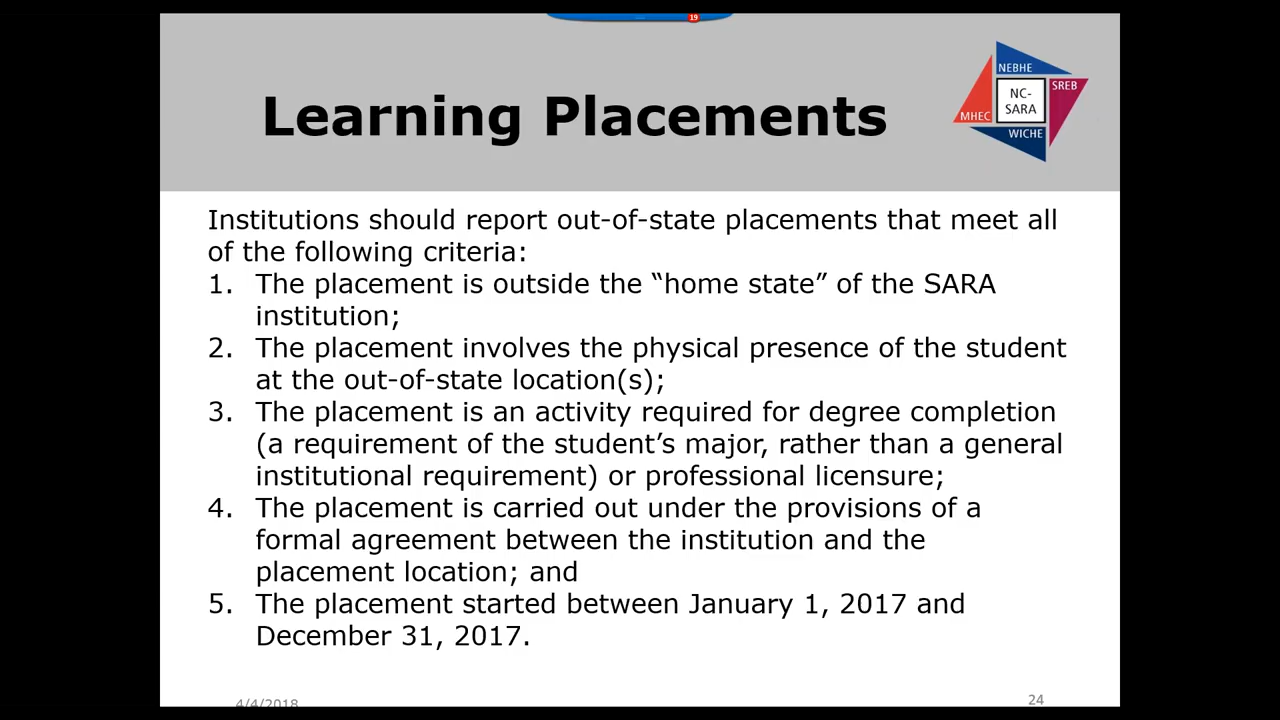 19
Learning Placements
NEBHE
SREB
NC-
SARA
MHEC
WICHE
Institutions should report out-of-state placements that meet all
of the following criteria:
1. The placement is outside the “home state” of the SARA
institution;
2. The placement involves the physical presence of the student
at the out-of-state location(s);
3. The placement is an activity required for degree completion
(a requirement of the student’s major, rather than a general
institutional requirement) or professional licensure;
4. The placement is carried out under the provisions of a
formal agreement between the institution and the
placement location; and
5. The placement started between January 1, 2017 and
December 31, 2017.
4/4/2018
24